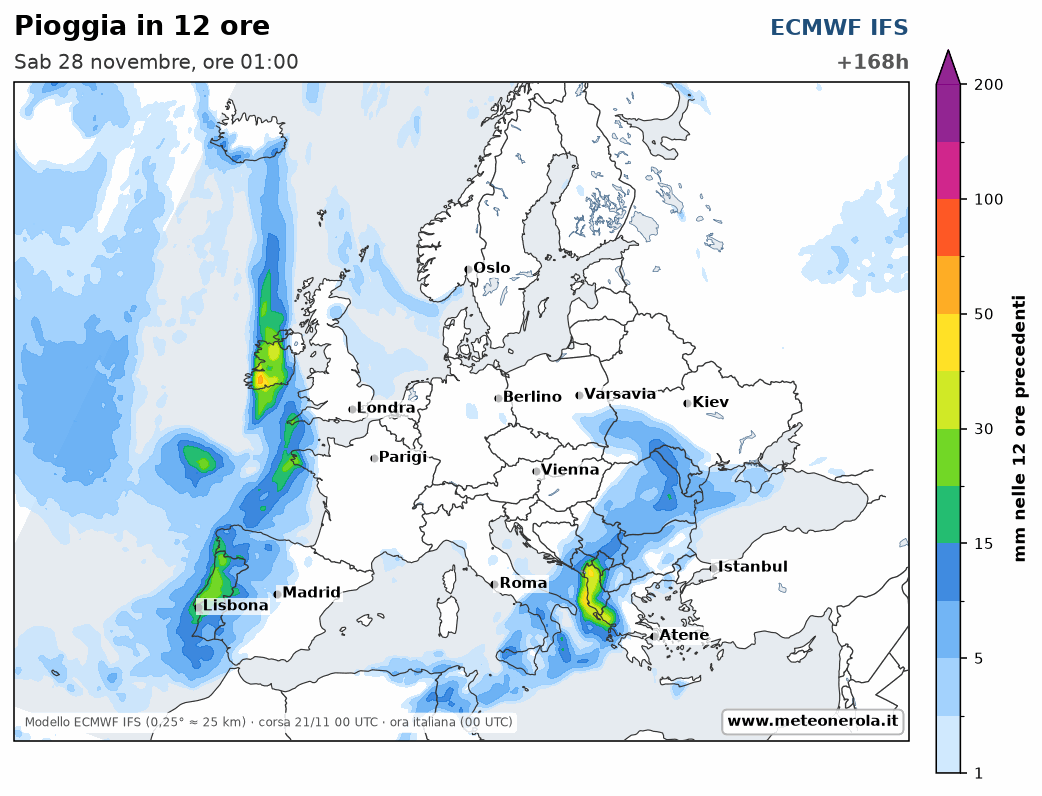 Pioggia in 12 ore
ECMWF IFS
Sab 28 novembre, ore 01:00
+168h
Oslo
Londra
Berlino
Varsavia
Kiev
Parigi
Vienna
Roma
Istanbul
Madrid
Lisbona
Atene
Modello ECMWF IFS (0,25° ≈ 25 km) · corsa 21/11 00 UTC · ora italiana (00 UTC)
www.meteonerola.it
200
100
50
30
15
5
1
mm nelle 12 ore precedenti